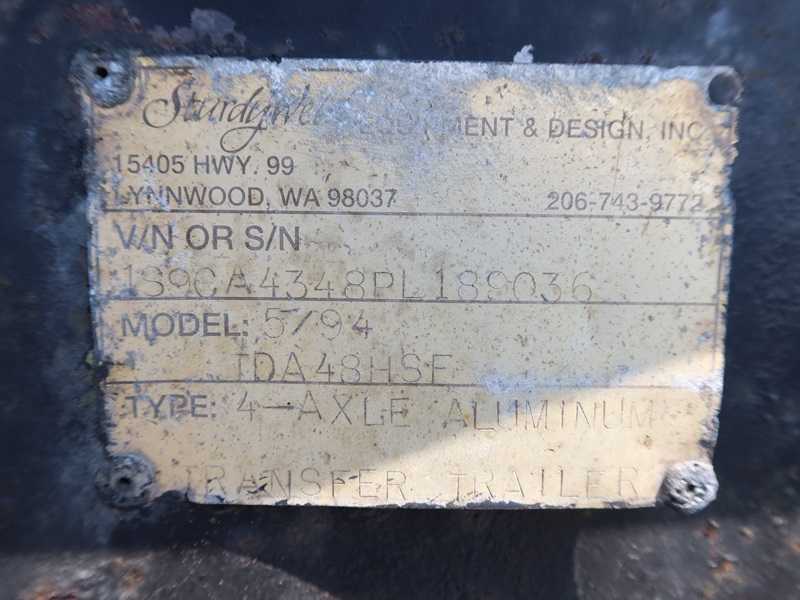 Sturdywel EQUIPMENT & DESIGN, INC
15405 HWY. 99
LYNNWOOD, WA 98037 206-743-9772
V/N OR S/N
1S9CA4348PL189036
MODEL: 5/94
TDA48HSF
TYPE: 4-AXLE ALUMINUM
TRANSFER TRAILER